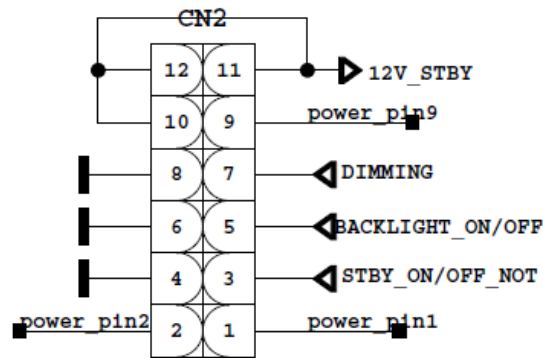 CN2
12 11 12V_STBY
10 9 power_pin9
8 7 DIMMING
6 5 BACKLIGHT_ON/OFF
4 3 STBY_ON/OFF_NOT
power_pin2 2 1 power_pin1